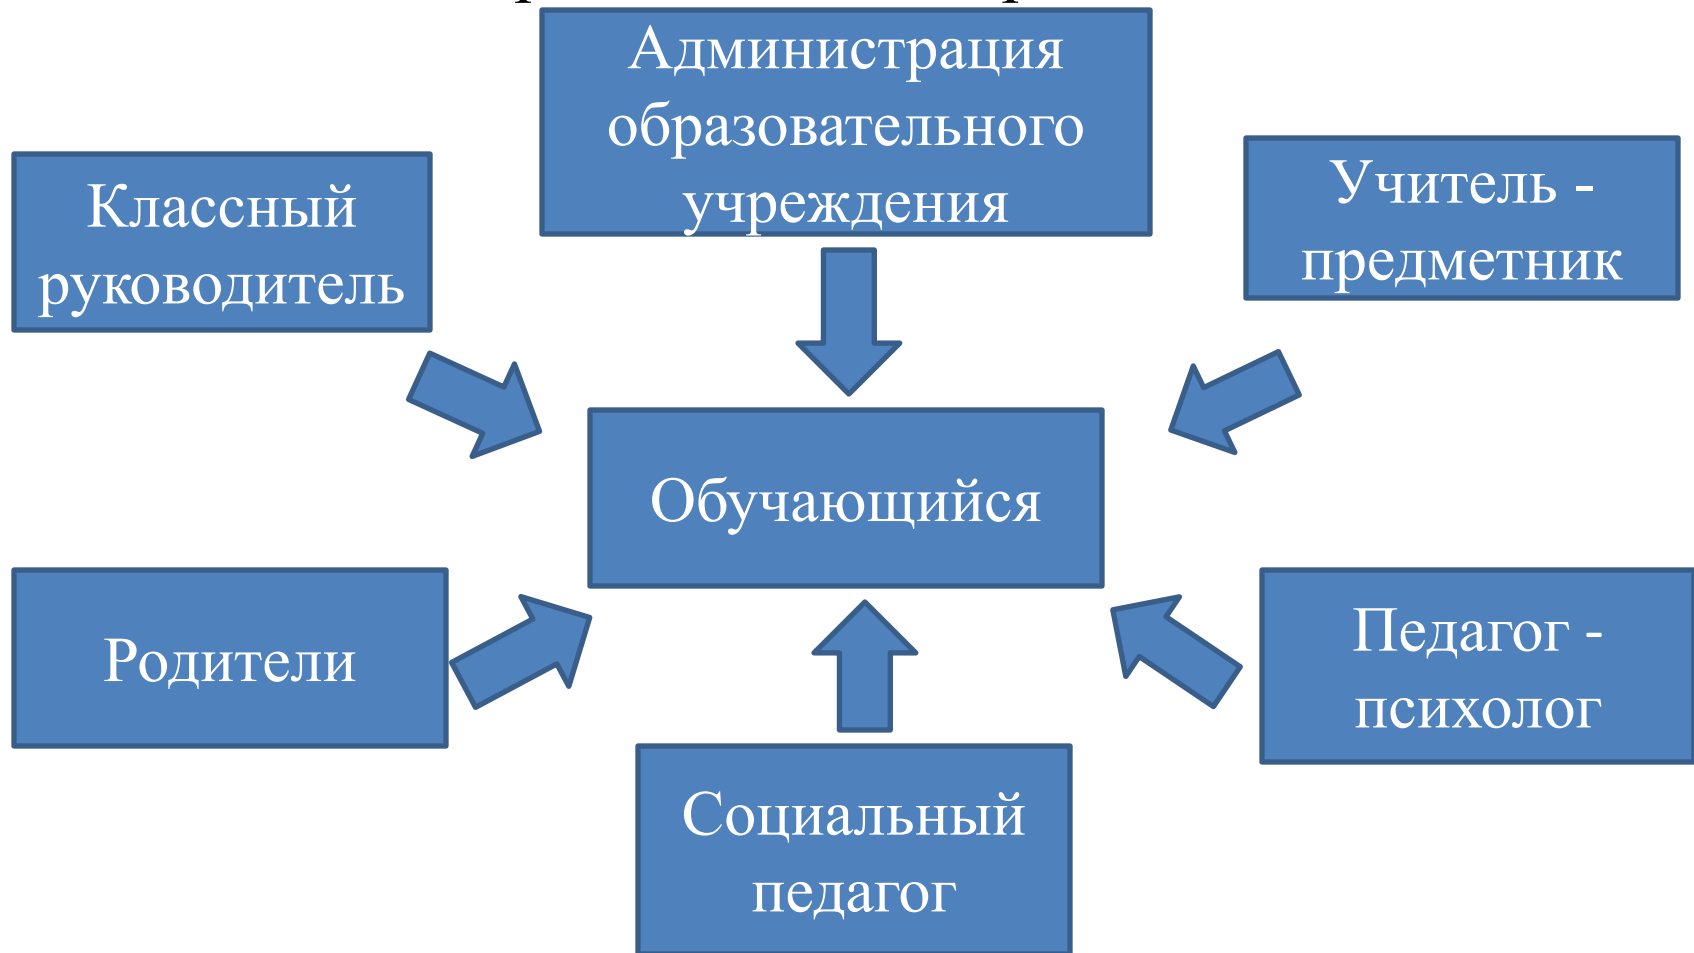 Администрация
образовательного
учреждения
Классный
руководитель
Учитель -
предметник
Обучающийся
Родители
Педагог -
психолог
Социальный
педагог